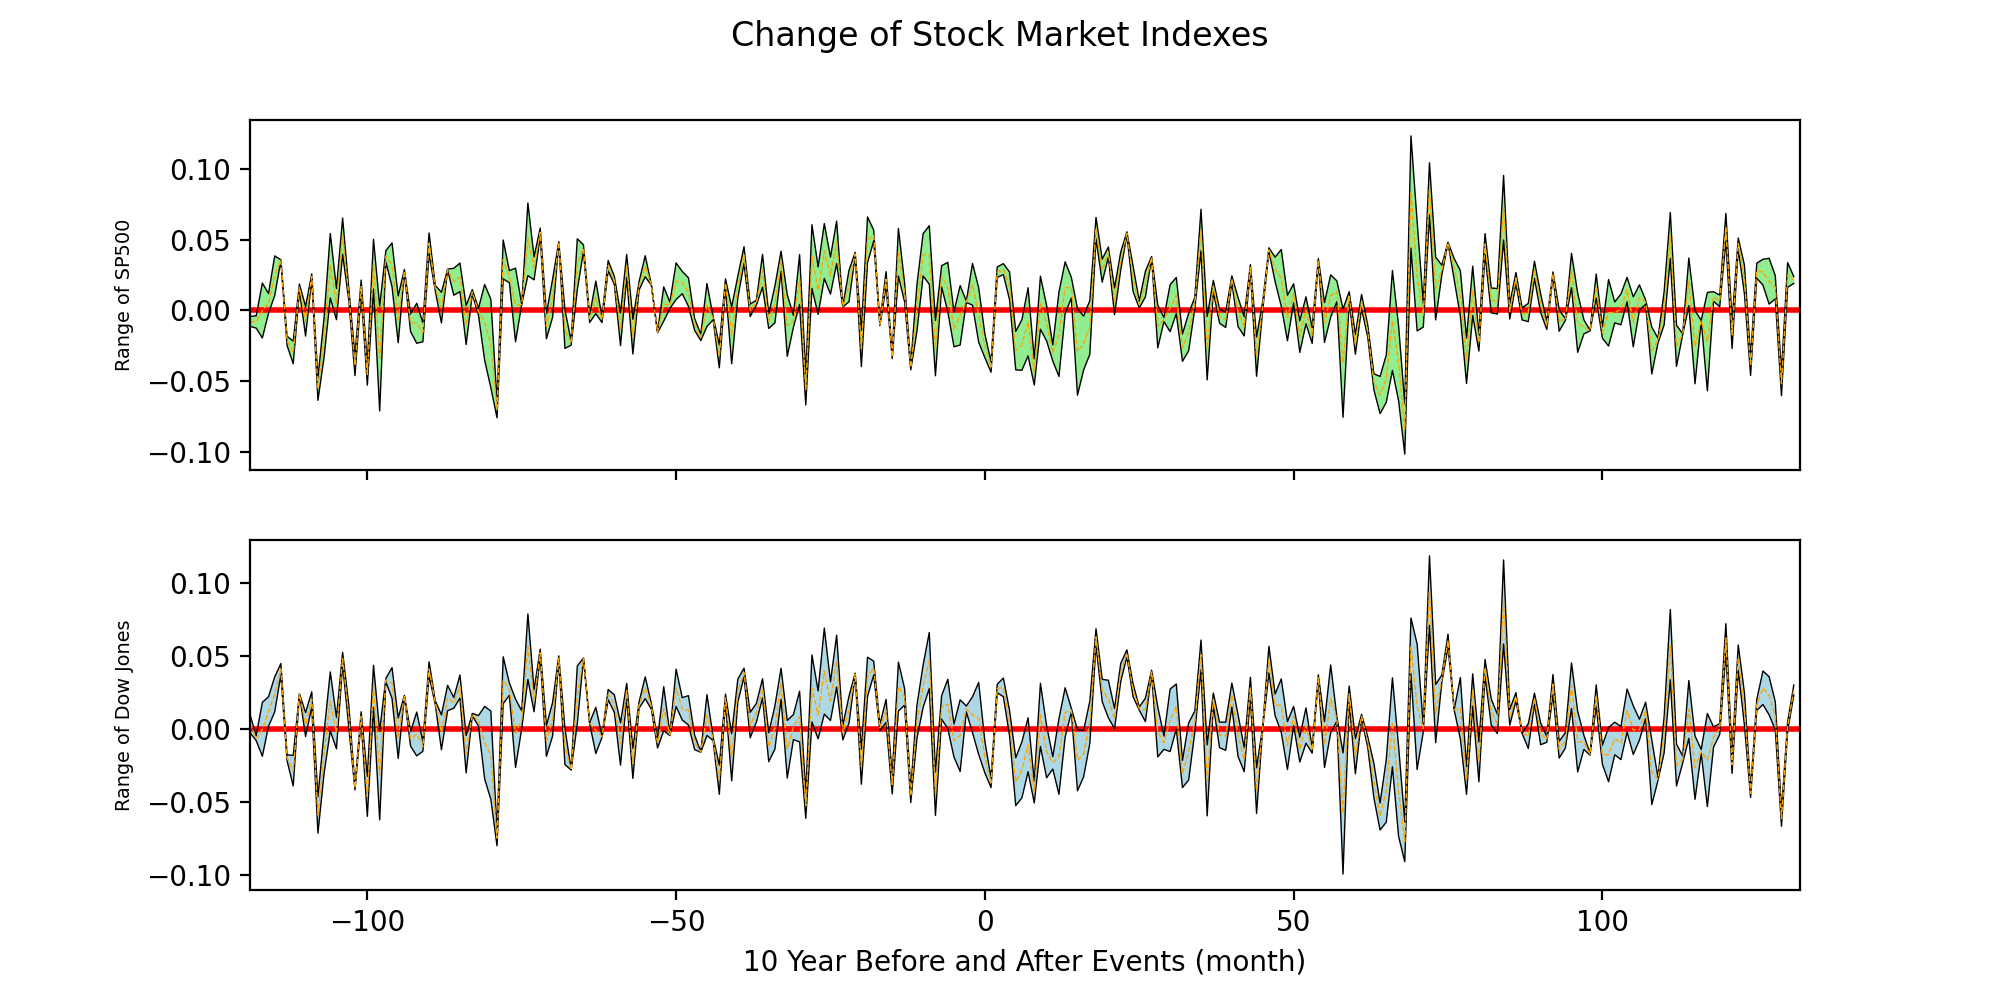 Change of Stock Market Indexes
Range of SP500
0.10
0.05
0.00
−0.05
−0.10
Range of Dow Jones
0.10
0.05
0.00
−0.05
−0.10
−100 −50 0 50 100
10 Year Before and After Events (month)